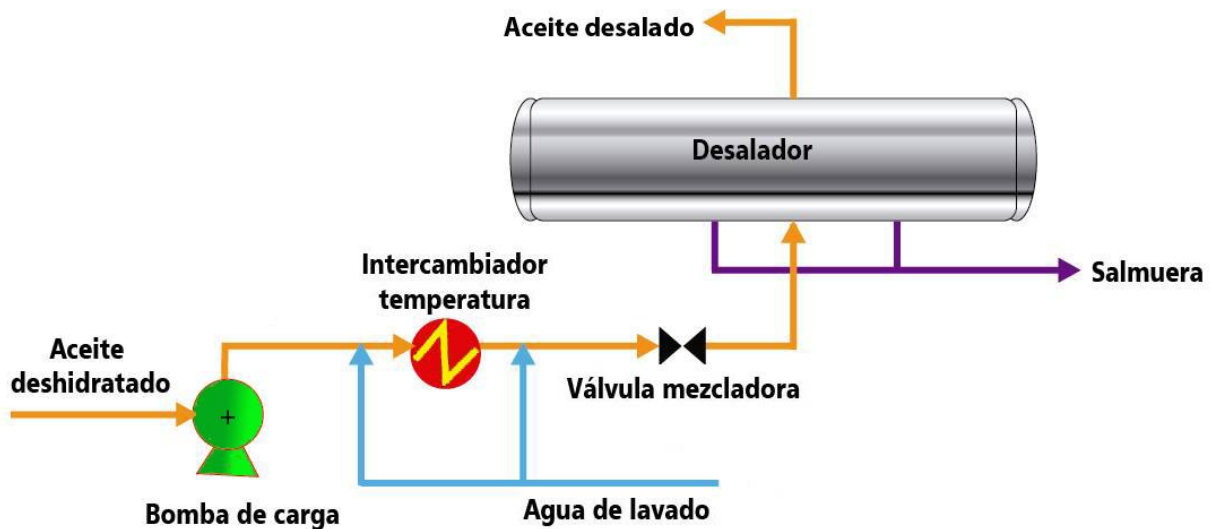 Aceite desalado
Desalador
Intercambiador
temperatura
Salmuera
Aceite
deshidratado
Válvula mezcladora
+
Bomba de carga
Agua de lavado